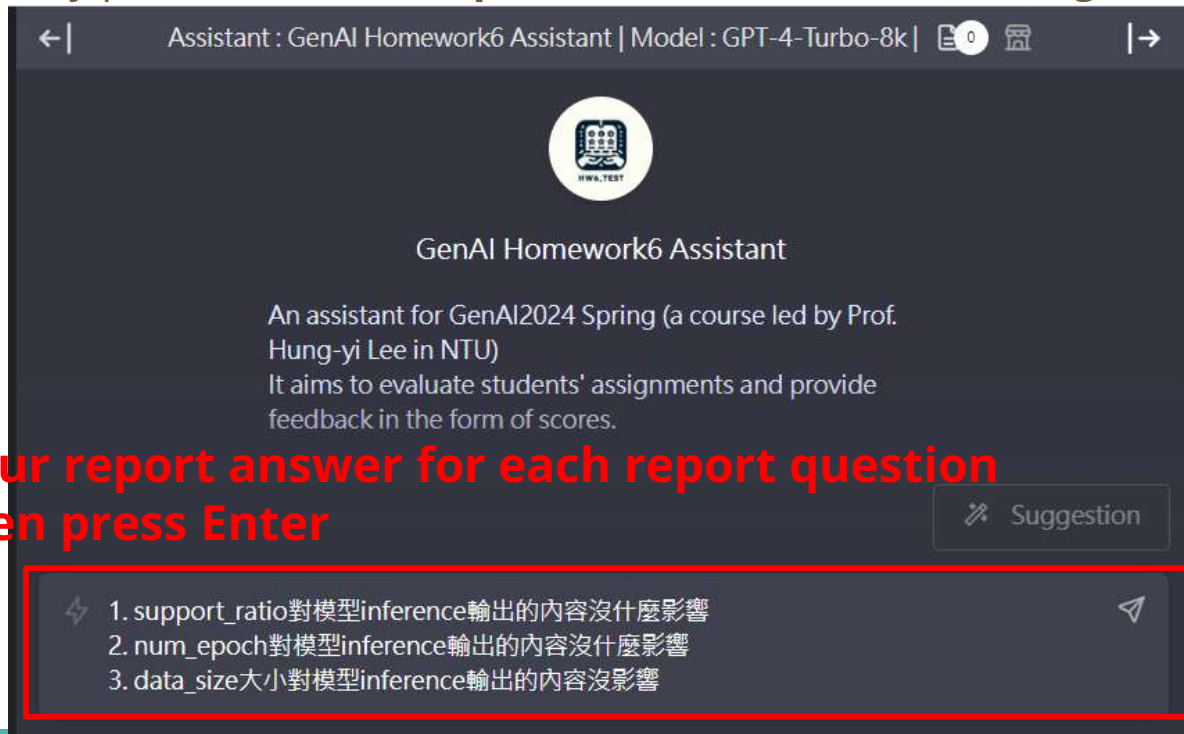 Assistant : GenAI Homework6 Assistant | Model : GPT-4-Turbo-8k | 0
HW6_TEST
GenAI Homework6 Assistant
An assistant for GenAI2024 Spring (a course led by Prof.
Hung-yi Lee in NTU)
It aims to evaluate students' assignments and provide
feedback in the form of scores.
ur report answer for each report question
en press Enter
Suggestion
1. support_ratio對模型inference輸出的內容沒什麼影響
2. num_epoch對模型inference輸出的內容沒什麼影響
3. data_size大小對模型inference輸出的內容沒影響